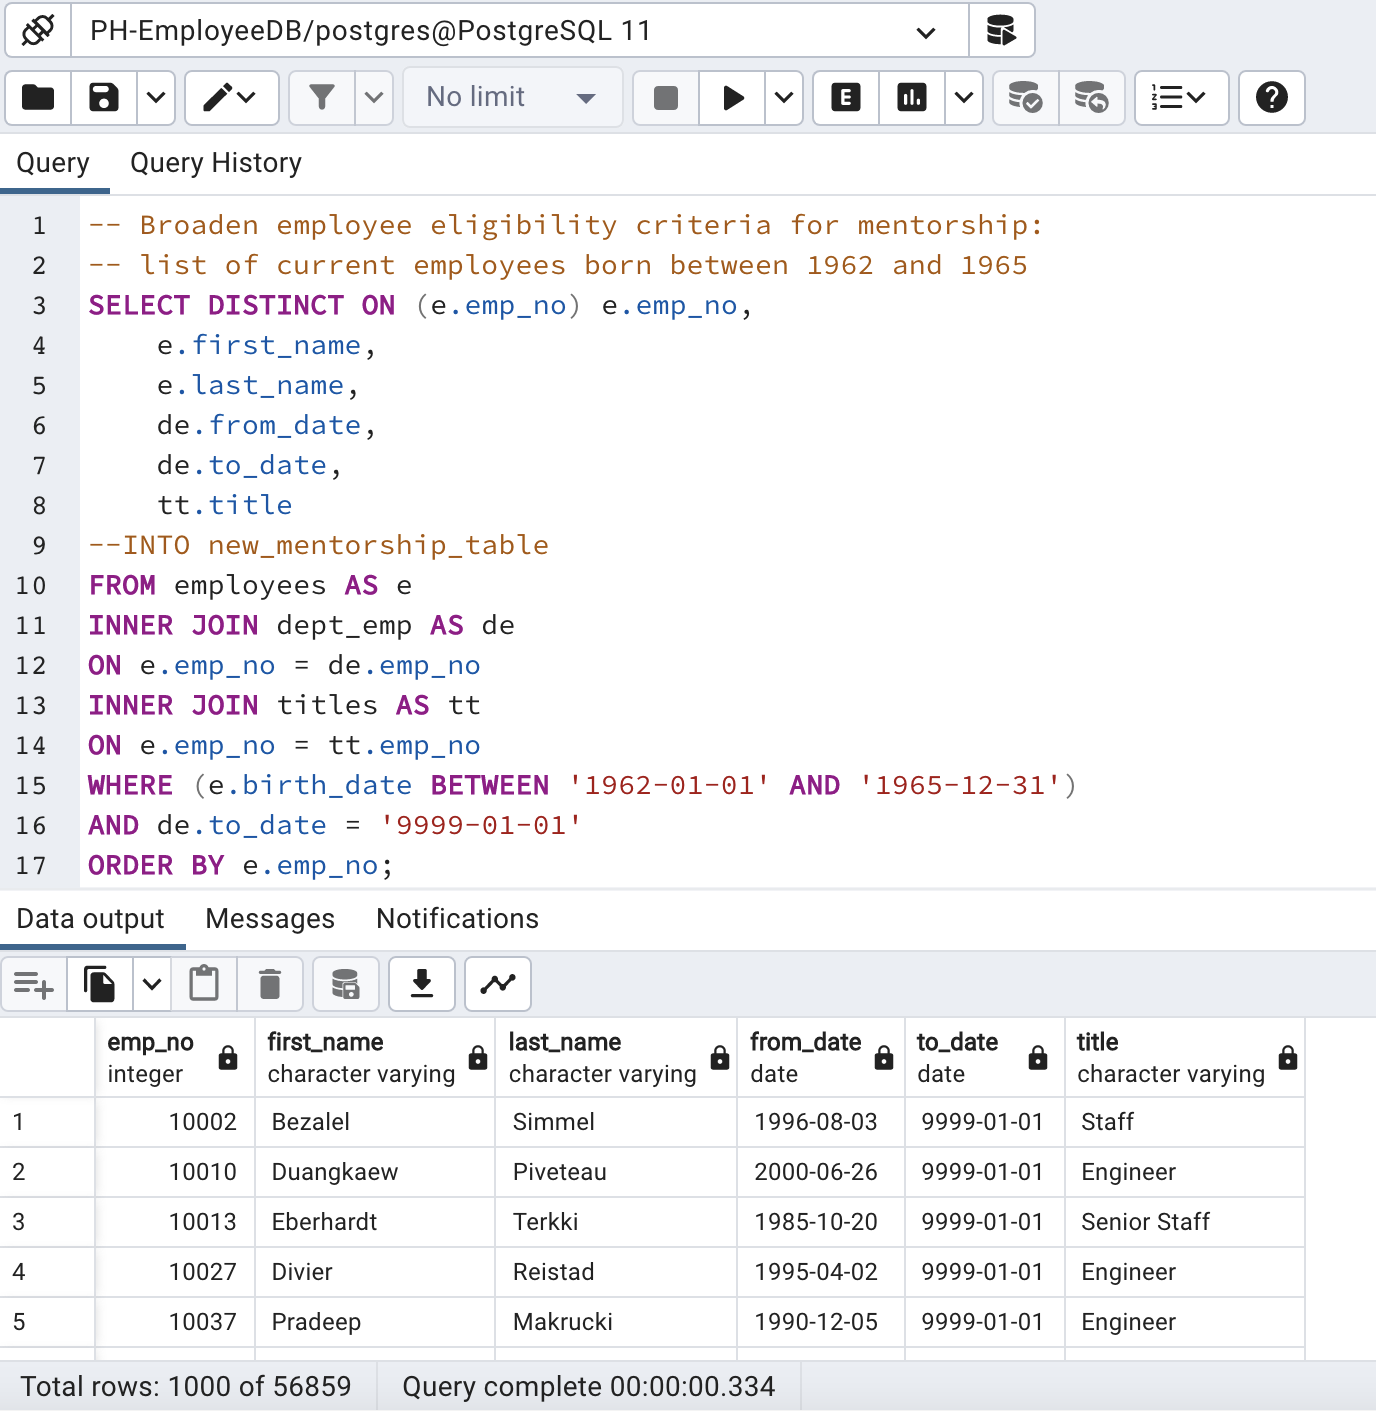 PH-EmployeeDB/postgres@PostgreSQL 11
No limit
E
Query Query History
1 -- Broaden employee eligibility criteria for mentorship:
2 -- list of current employees born between 1962 and 1965
3 SELECT DISTINCT ON (e.emp_no) e.emp_no,
4 e.first_name,
5 e.last_name,
6 de.from_date,
7 de.to_date,
8 tt.title
9 --INTO new_mentorship_table
10 FROM employees AS e
11 INNER JOIN dept_emp AS de
12 ON e.emp_no = de.emp_no
13 INNER JOIN titles AS tt
14 ON e.emp_no = tt.emp_no
15 WHERE (e.birth_date BETWEEN '1962-01-01' AND '1965-12-31')
16 AND de.to_date = '9999-01-01'
17 ORDER BY e.emp_no;
Data output Messages Notifications
emp_no first_name last_name from_date to_date title
integer character varying character varying date date character varying
1 10002 Bezalel Simmel 1996-08-03 9999-01-01 Staff
2 10010 Duangkaew Piveteau 2000-06-26 9999-01-01 Engineer
3 10013 Eberhardt Terkki 1985-10-20 9999-01-01 Senior Staff
4 10027 Divier Reistad 1995-04-02 9999-01-01 Engineer
5 10037 Pradeep Makrucki 1990-12-05 9999-01-01 Engineer
Total rows: 1000 of 56859 Query complete 00:00:00.334